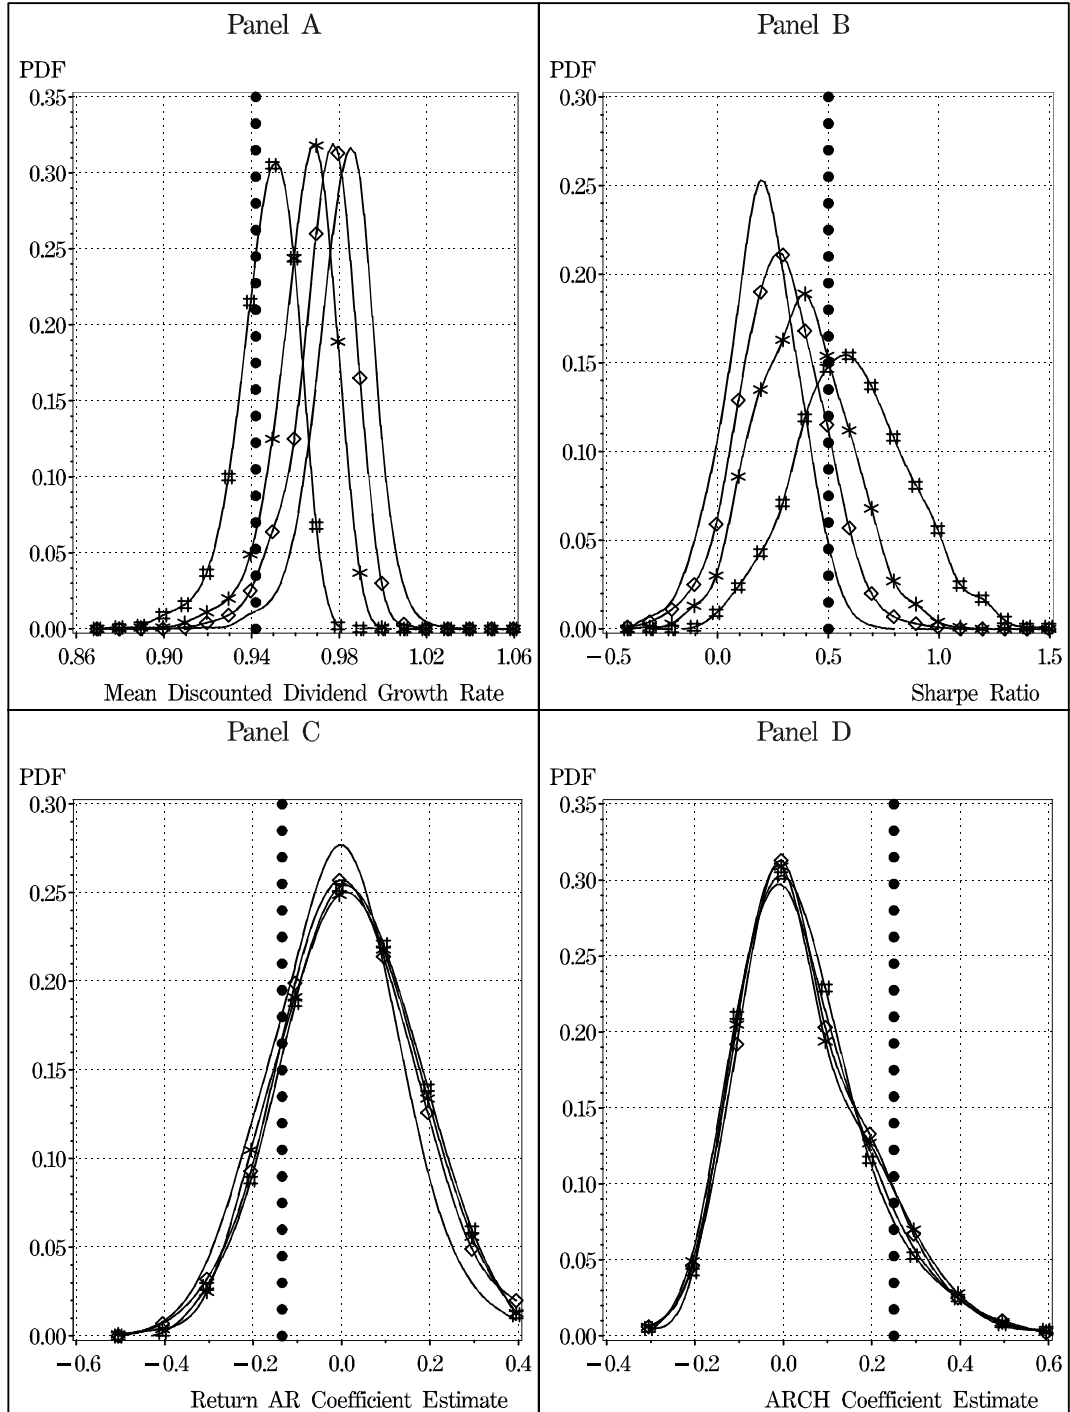 Panel A
PDF
0.35
0.30
0.25
0.20
0.15
0.10
0.05
0.00
0.86 0.90 0.94 0.98 1.02 1.06
Mean Discounted Dividend Growth Rate
Panel B
PDF
0.30
0.25
0.20
0.15
0.10
0.05
0.00
−0.5 0.0 0.5 1.0 1.5
Sharpe Ratio
Panel C
PDF
0.30
0.25
0.20
0.15
0.10
0.05
0.00
−0.6 −0.4 −0.2 0.0 0.2 0.4
Return AR Coefficient Estimate
Panel D
PDF
0.35
0.30
0.25
0.20
0.15
0.10
0.05
0.00
−0.4 −0.2 0.0 0.2 0.4 0.6
ARCH Coefficient Estimate